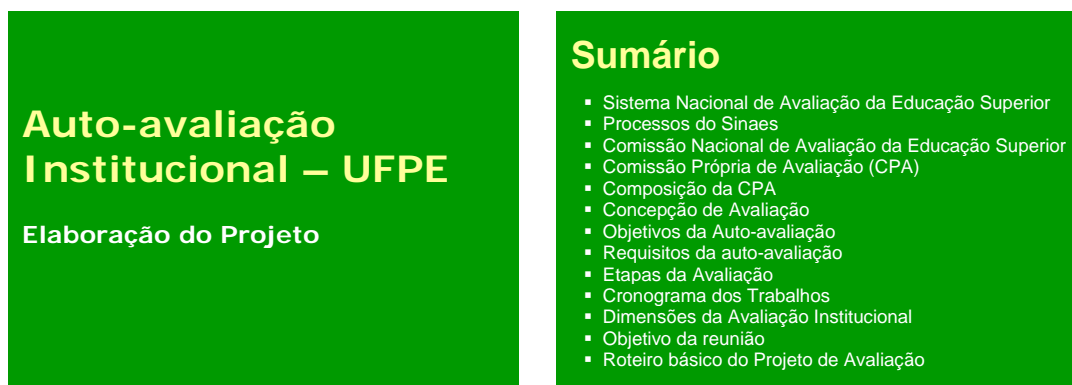 Auto-avaliação
Institucional – UFPE
Elaboração do Projeto
Sumário
▪ Sistema Nacional de Avaliação da Educação Superior
▪ Processos do Sinaes
▪ Comissão Nacional de Avaliação da Educação Superior
▪ Comissão Própria de Avaliação (CPA)
▪ Composição da CPA
▪ Concepção de Avaliação
▪ Objetivos da Auto-avaliação
▪ Requisitos da auto-avaliação
▪ Etapas da Avaliação
▪ Cronograma dos Trabalhos
▪ Dimensões da Avaliação Institucional
▪ Objetivo da reunião
▪ Roteiro básico do Projeto de Avaliação